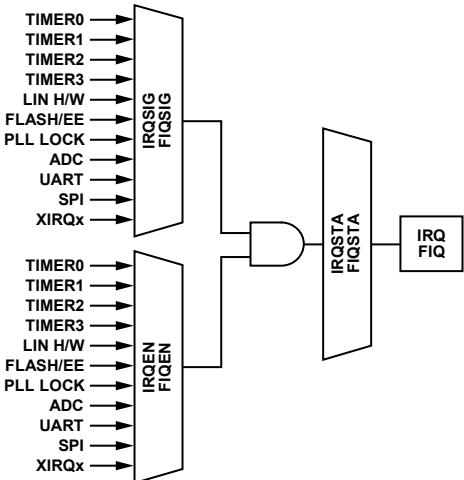 TIMER0
TIMER1
TIMER2
TIMER3
LIN H/W
FLASH/EE
PLL LOCK
ADC
UART
SPI
XIRQx
IRQSIG
FIQSIG
TIMER0
TIMER1
TIMER2
TIMER3
LIN H/W
FLASH/EE
PLL LOCK
ADC
UART
SPI
XIRQx
IRQEN
FIQEN
IRQSTA
FIQSTA
IRQ
FIQ